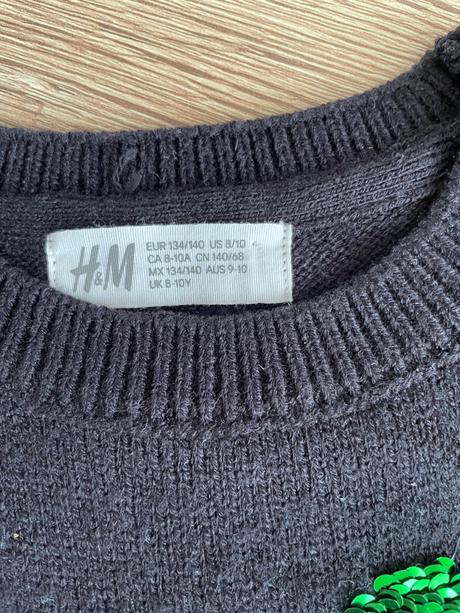 H&M
EUR 134/140 US 8/10
CA 8-10A CN 140/68
MX 134/140 AUS 9-10
UK 8-10Y